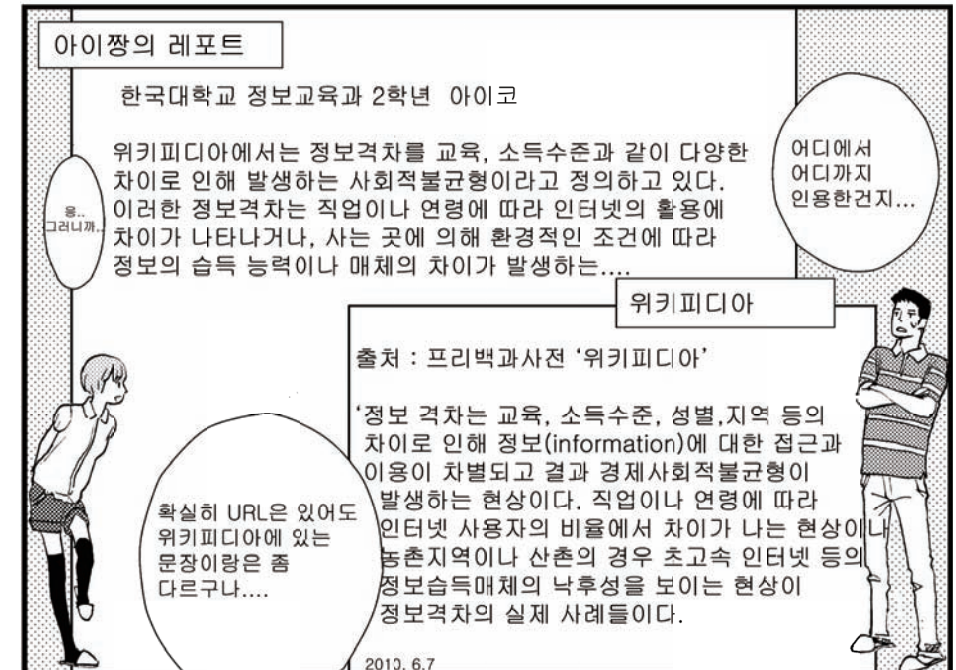 아이짱의 레포트
한국대학교 정보교육과 2학년 아이코
위키피디아에서는 정보격차를 교육, 소득수준과 같이 다양한
차이로 인해 발생하는 사회적불균형이라고 정의하고 있다.
이러한 정보격차는 직업이나 연령에 따라 인터넷의 활용에
차이가 나타나거나, 사는 곳에 의해 환경적인 조건에 따라
정보의 습득 능력이나 매체의 차이가 발생하는....
어디에서
어디까지
인용한건지...
응..
그러니까..
위키피디아
출처 : 프리백과사전 ‘위키피디아’
‘정보 격차는 교육, 소득수준, 성별,지역 등의
차이로 인해 정보(information)에 대한 접근과
이용이 차별되고 결과 경제사회적불균형이
발생하는 현상이다. 직업이나 연령에 따라
인터넷 사용자의 비율에서 차이가 나는 현상이나
농촌지역이나 산촌의 경우 초고속 인터넷 등의
정보습득매체의 낙후성을 보이는 현상이
정보격차의 실제 사례들이다.
2010. 6.7
확실히 URL은 있어도
위키피디아에 있는
문장이랑은 좀
다르구나....